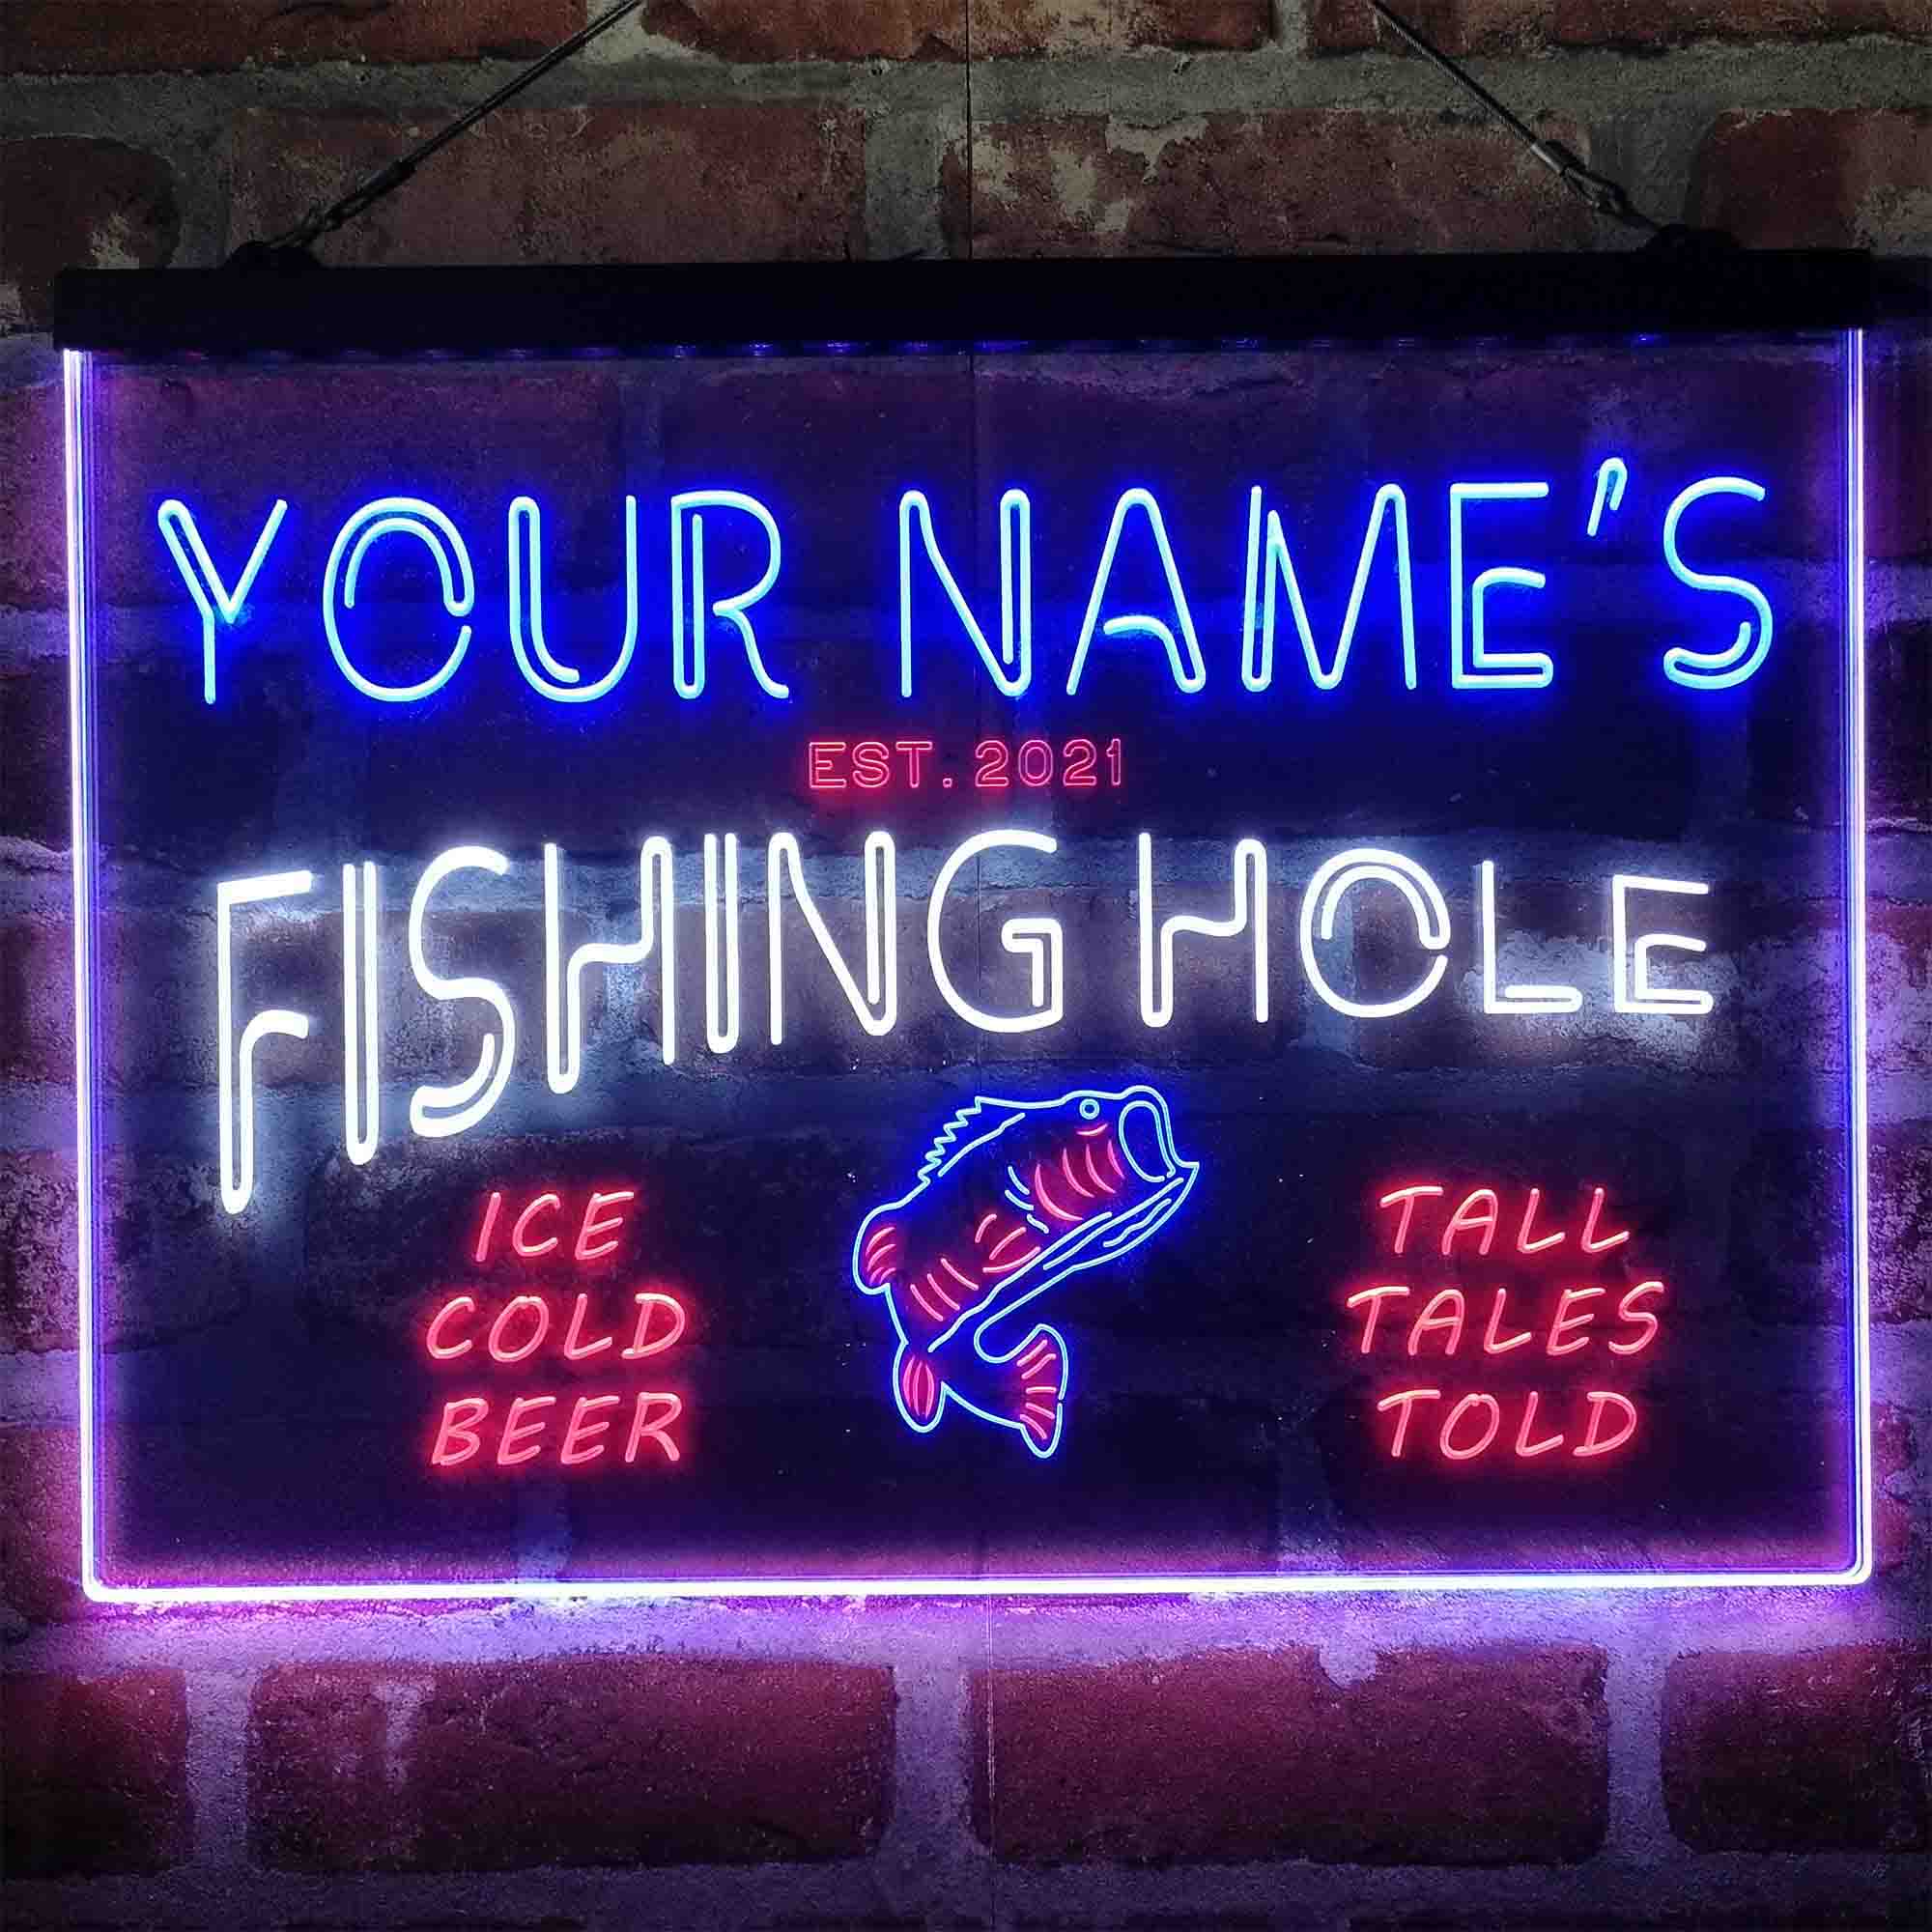 YOUR NAME'S
EST. 2021
FISHING HOLE
ICE
COLD
BEER
TALL
TALES
TOLD